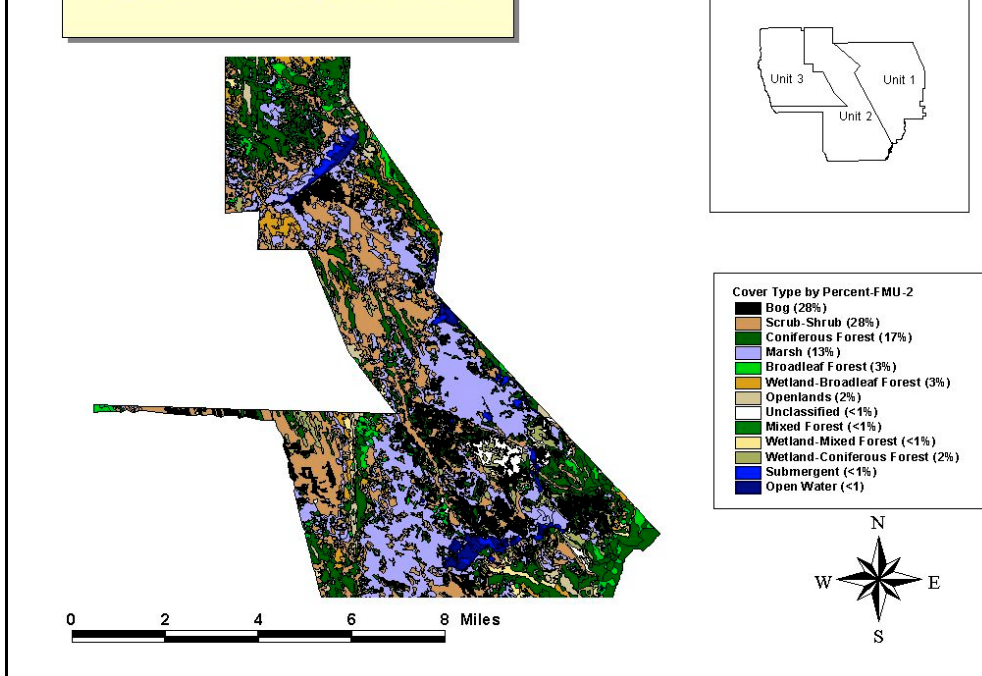 Unit 3
Unit 1
Unit 2
Cover Type by Percent-FMU-2
Bog (28%)
Scrub-Shrub (28%)
Coniferous Forest (17%)
Marsh (13%)
Broadleaf Forest (3%)
Wetland-Broadleaf Forest (3%)
Openlands (2%)
Unclassified (<1%)
Mixed Forest (<1%)
Wetland-Mixed Forest (<1%)
Wetland-Coniferous Forest (2%)
Submergent (<1%)
Open Water (<1)
N
W E
S
0 2 4 6 8 Miles